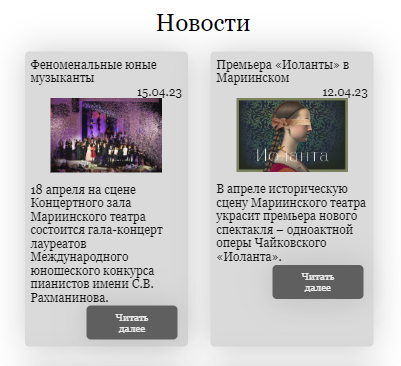 Новости
Феноменальные юные
музыканты
15.04.23
18 апреля на сцене
Концертного зала
Мариинского театра
состоится гала-концерт
лауреатов
Международного
юношеского конкурса
пианистов имени С.В.
Рахманинова.
Читать
далее
Премьера «Иоланты» в
Мариинском
12.04.23
Иоланта
В апреле историческую
сцену Мариинского театра
украсит премьера нового
спектакля – одноактной
оперы Чайковского
«Иоланта».
Читать
далее